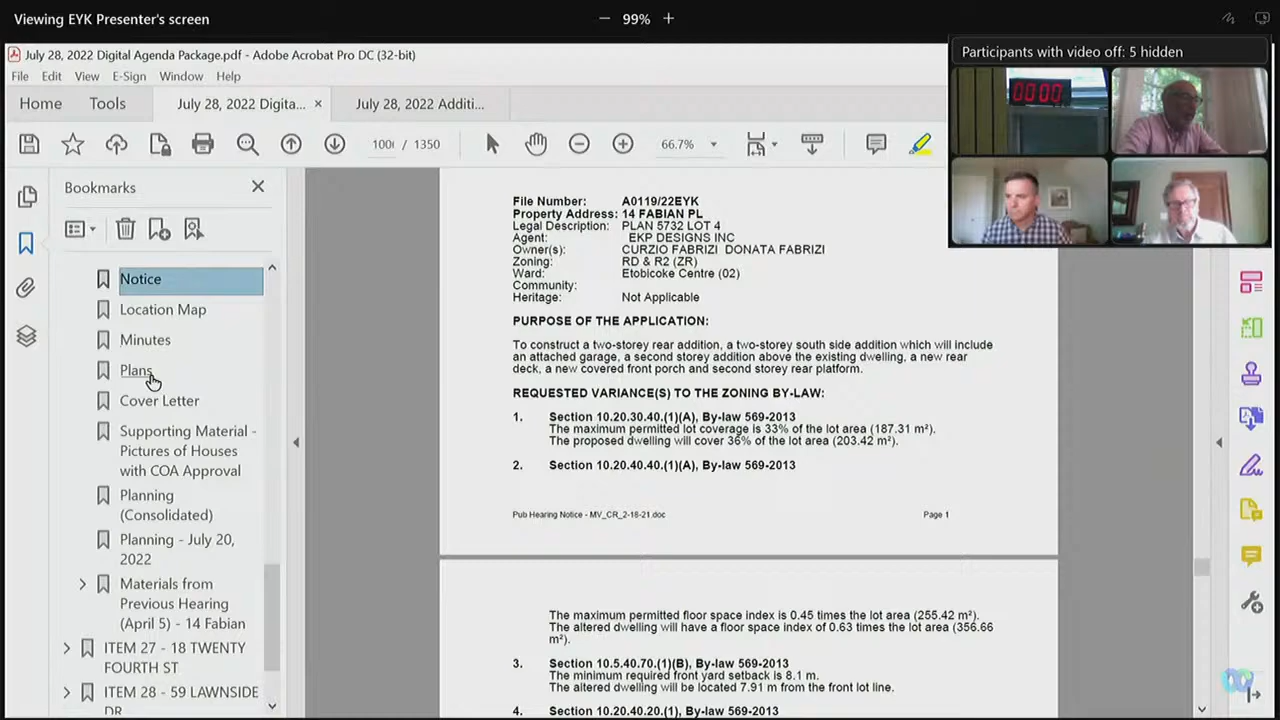 Viewing EYK Presenter's screen
99%
July 28, 2022 Digital Agenda Package.pdf - Adobe Acrobat Pro DC (32-bit)
File Edit View E-Sign Window Help
Home Tools July 28, 2022 Digita... × July 28, 2022 Additi...
/ 1350 66.7%
Participants with video off: 5 hidden
00:00
Bookmarks
Notice
Location Map
Minutes
Plans
Cover Letter
Supporting Material -
Pictures of Houses
with COA Approval
Planning
(Consolidated)
Planning - July 20,
2022
Materials from
Previous Hearing
(April 5) - 14 Fabian
ITEM 27 - 18 TWENTY
FOURTH ST
ITEM 28 - 59 LAWNSIDE
DR
File Number: A0119/22EYK
Property Address: 14 FABIAN PL
Legal Description: PLAN 5732 LOT 4
Agent: EKP DESIGNS INC
Owner(s): CURZIO FABRIZI DONATA FABRIZI
Zoning: RD & R2 (ZR)
Ward: Etobicoke Centre (02)
Community:
Heritage: Not Applicable
PURPOSE OF THE APPLICATION:
To construct a two-storey rear addition, a two-storey south side addition which will include
an attached garage, a second storey addition above the existing dwelling, a new rear
deck, a new covered front porch and second storey rear platform.
REQUESTED VARIANCE(S) TO THE ZONING BY-LAW:
1. Section 10.20.30.40.(1)(A), By-law 569-2013
The maximum permitted lot coverage is 33% of the lot area (187.31 m²).
The proposed dwelling will cover 36% of the lot area (203.42 m²).
2. Section 10.20.40.40.(1)(A), By-law 569-2013
Pub Hearing Notice - MV_CR_2-18-21.doc Page 1
The maximum permitted floor space index is 0.45 times the lot area (255.42 m²).
The altered dwelling will have a floor space index of 0.63 times the lot area (356.66
m²).
3. Section 10.5.40.70.(1)(B), By-law 569-2013
The minimum required front yard setback is 8.1 m.
The altered dwelling will be located 7.91 m from the front lot line.
4. Section 10.20.40.20.(1), By-law 569-2013